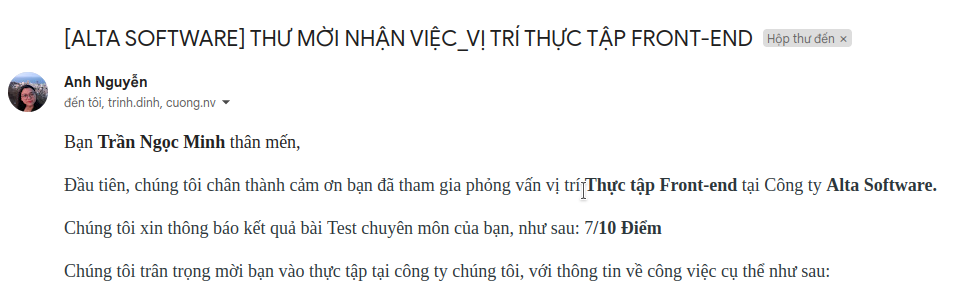 [ALTA SOFTWARE] THƯ MỜI NHẬN VIỆC_VỊ TRÍ THỰC TẬP FRONT-END Hộp thư đến ×
Anh Nguyễn
đến tôi, trinh.dinh, cuong.nv
Bạn Trần Ngọc Minh thân mến,
Đầu tiên, chúng tôi chân thành cảm ơn bạn đã tham gia phỏng vấn vị trí Thực tập Front-end tại Công ty Alta Software.
Chúng tôi xin thông báo kết quả bài Test chuyên môn của bạn, như sau: 7/10 Điểm
Chúng tôi trân trọng mời bạn vào thực tập tại công ty chúng tôi, với thông tin về công việc cụ thể như sau: